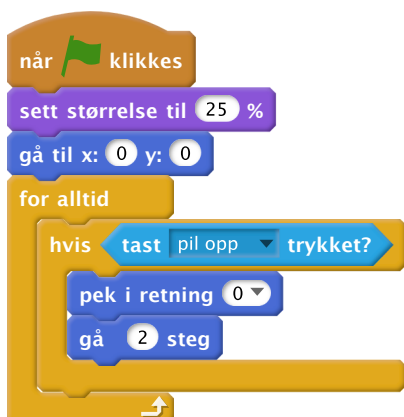 når klikkes
sett størrelse til 25 %
gå til x: 0 y: 0
for alltid
hvis tast pil opp trykket?
pek i retning 0
gå 2 steg